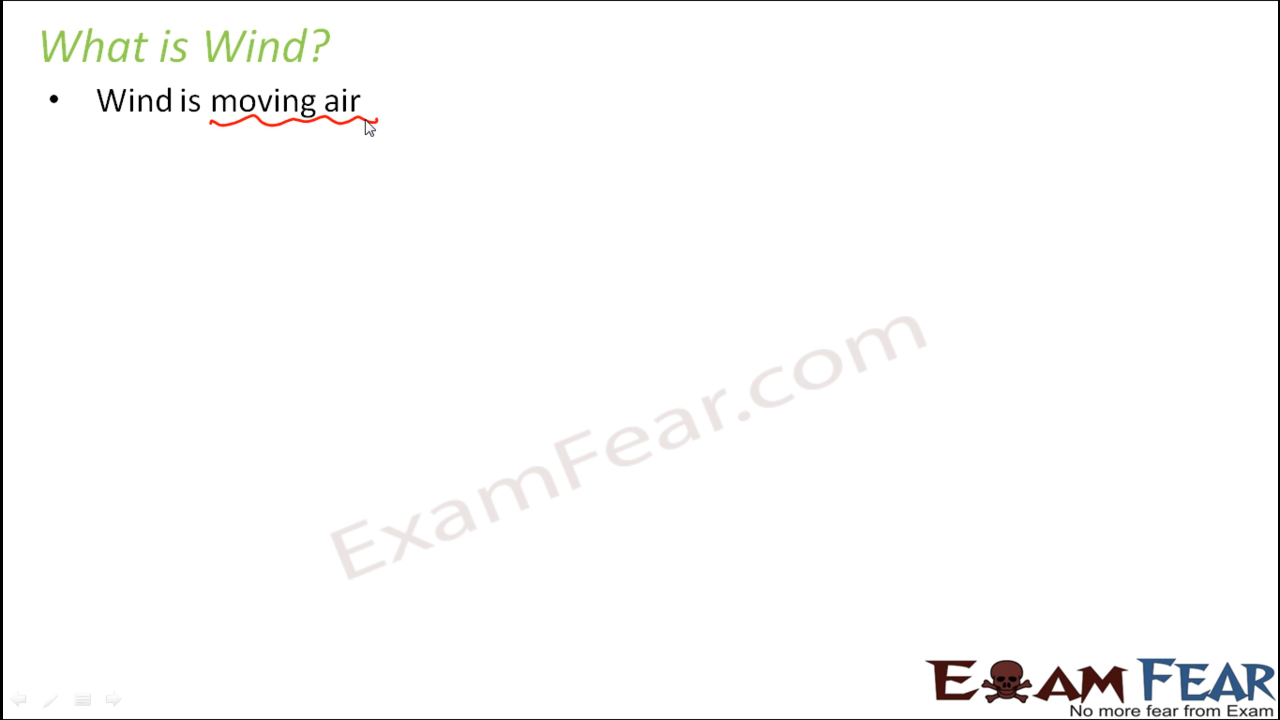 What is Wind?
• Wind is moving air
ExamFear.com
EXAM FEAR
No more fear from Exam